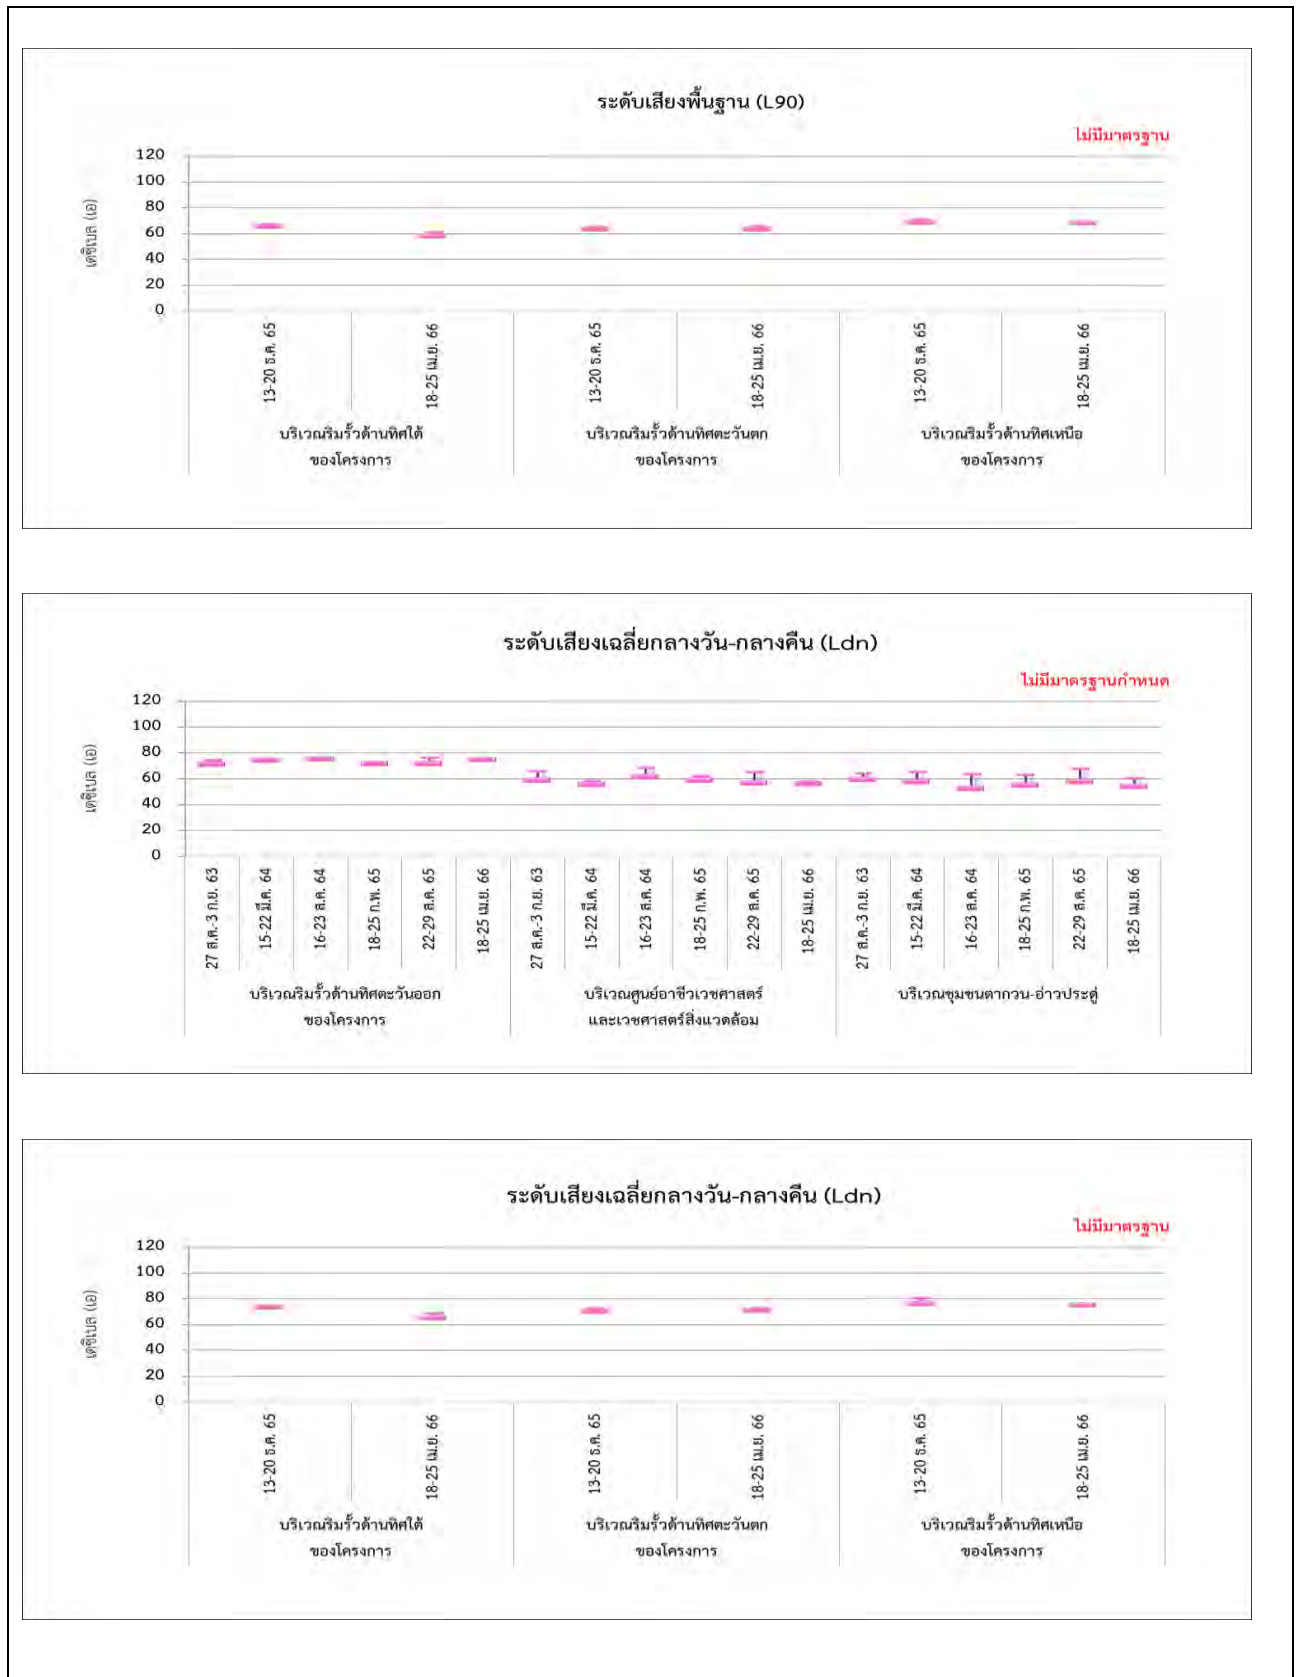 ระดับเสียงพื้นฐาน (L90)
ไม่มีมาตรฐาน
เดซิเบล (เอ)
120
100
80
60
40
20
0
13-20 ธ.ค. 65
18-25 เม.ย. 66
13-20 ธ.ค. 65
18-25 เม.ย. 66
13-20 ธ.ค. 65
18-25 เม.ย. 66
บริเวณริมรั้วด้านทิศใต้
ของโครงการ
บริเวณริมรั้วด้านทิศตะวันตก
ของโครงการ
บริเวณริมรั้วด้านทิศเหนือ
ของโครงการ
ระดับเสียงเฉลี่ยกลางวัน-กลางคืน (Ldn)
ไม่มีมาตรฐานกำหนด
เดซิเบล (เอ)
120
100
80
60
40
20
0
27 ส.ค.-3 ก.ย. 63
15-22 มี.ค. 64
16-23 ส.ค. 64
18-25 ก.พ. 65
22-29 ส.ค. 65
18-25 เม.ย. 66
27 ส.ค.-3 ก.ย. 63
15-22 มี.ค. 64
16-23 ส.ค. 64
18-25 ก.พ. 65
22-29 ส.ค. 65
18-25 เม.ย. 66
27 ส.ค.-3 ก.ย. 63
15-22 มี.ค. 64
16-23 ส.ค. 64
18-25 ก.พ. 65
22-29 ส.ค. 65
18-25 เม.ย. 66
บริเวณริมรั้วด้านทิศตะวันออก
ของโครงการ
บริเวณศูนย์อาชีวเวชศาสตร์
และเวชศาสตร์สิ่งแวดล้อม
บริเวณชุมชนตากวน-อ่าวประดู่
ระดับเสียงเฉลี่ยกลางวัน-กลางคืน (Ldn)
ไม่มีมาตรฐาน
เดซิเบล (เอ)
120
100
80
60
40
20
0
13-20 ธ.ค. 65
18-25 เม.ย. 66
13-20 ธ.ค. 65
18-25 เม.ย. 66
13-20 ธ.ค. 65
18-25 เม.ย. 66
บริเวณริมรั้วด้านทิศใต้
ของโครงการ
บริเวณริมรั้วด้านทิศตะวันตก
ของโครงการ
บริเวณริมรั้วด้านทิศเหนือ
ของโครงการ